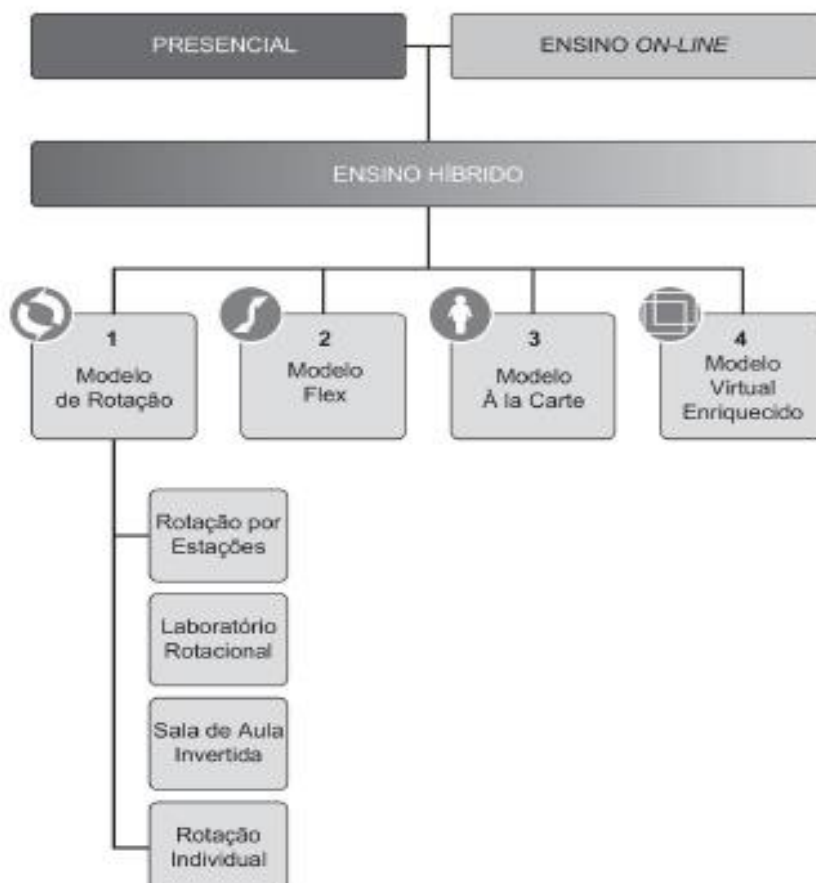 PRESENCIAL
ENSINO ON-LINE
ENSINO HÍBRIDO
1
Modelo
de Rotação
2
Modelo
Flex
3
Modelo
À la Carte
4
Modelo
Virtual
Enriquecido
Rotação por
Estações
Laboratório
Rotacional
Sala de Aula
Invertida
Rotação
Individual